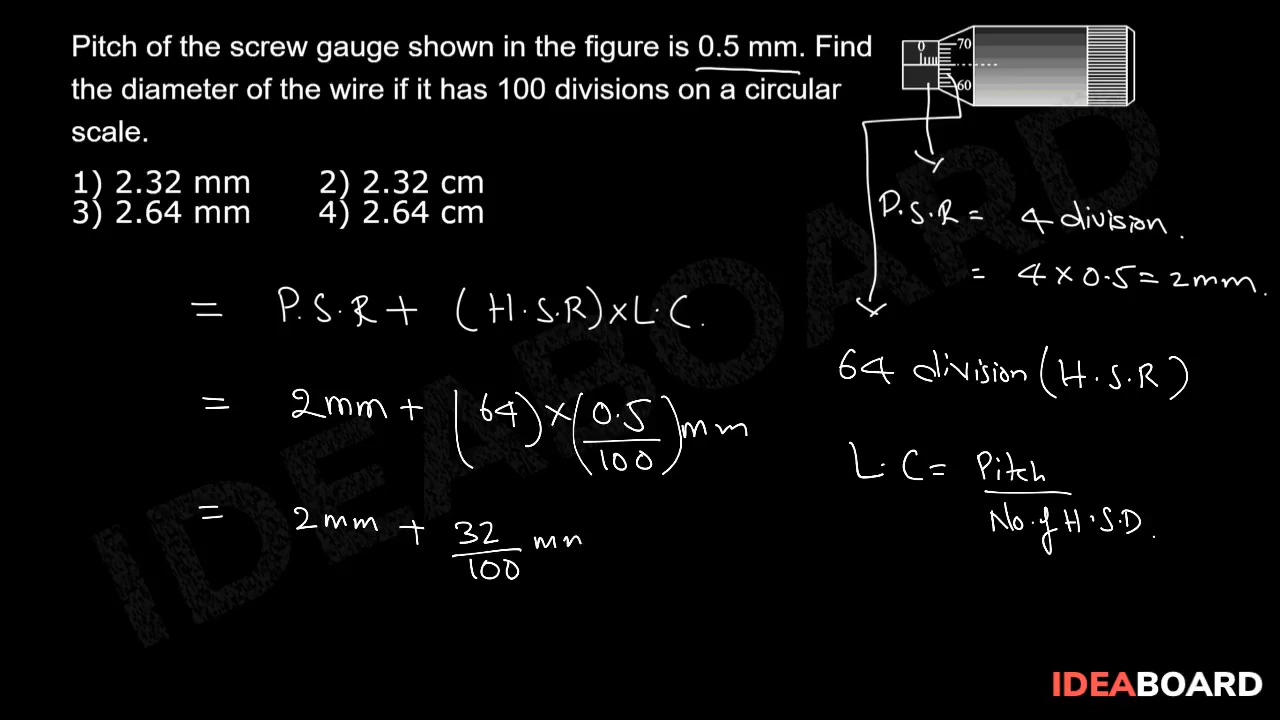 Pitch of the screw gauge shown in the figure is 0.5 mm. Find
the diameter of the wire if it has 100 divisions on a circular
scale.
1) 2.32 mm 2) 2.32 cm
3) 2.64 mm 4) 2.64 cm
0
70
60
P.S.R = 4 division.
= 4 × 0.5 = 2mm.
= P.S.R + (H.S.R) × L.C.
64 division (H.S.R)
= 2mm + (64) × (0.5/100) mm
L.C = Pitch / No. of H.S.D.
= 2mm + 32/100 mm
IDEABOARD
IDEABOARD